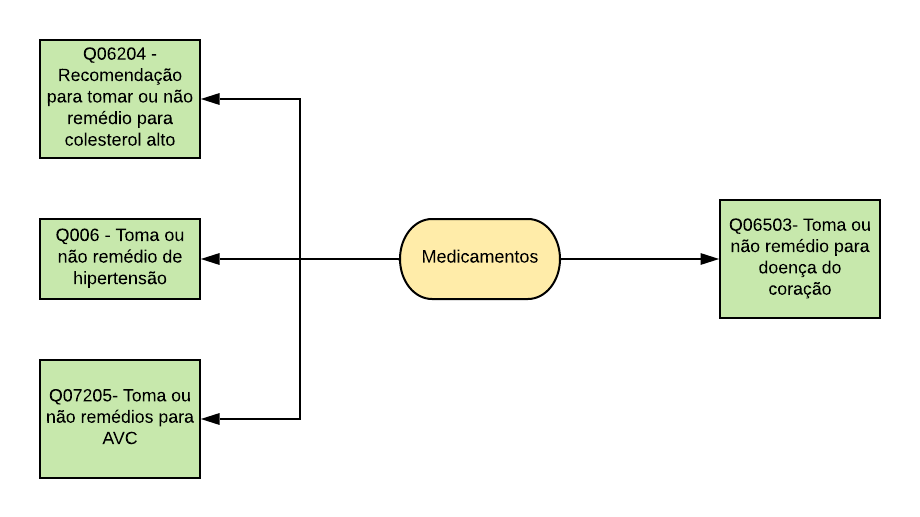 Q06204 -
Recomendação
para tomar ou não
remédio para
colesterol alto
Q006 - Toma ou
não remédio de
hipertensão
Q07205- Toma ou
não remédios para
AVC
Medicamentos
Q06503- Toma ou
não remédio para
doença do
coração